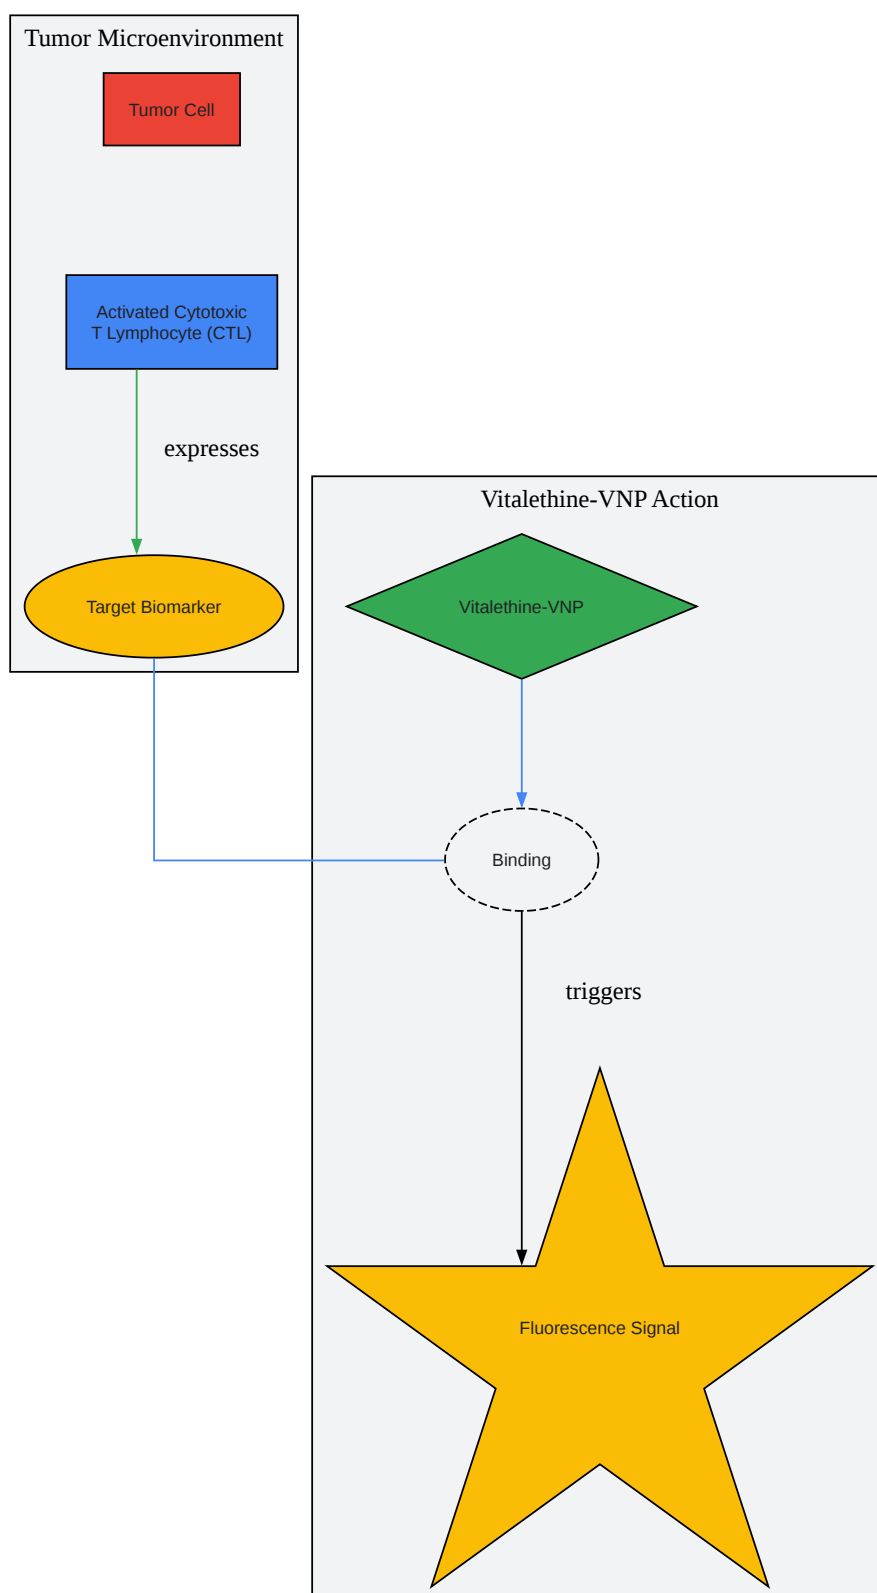 Tumor Microenvironment
Tumor Cell
Activated Cytotoxic
T Lymphocyte (CTL)
expresses
Target Biomarker
Vitalethine-VNP Action
Vitalethine-VNP
Binding
triggers
Fluorescence Signal